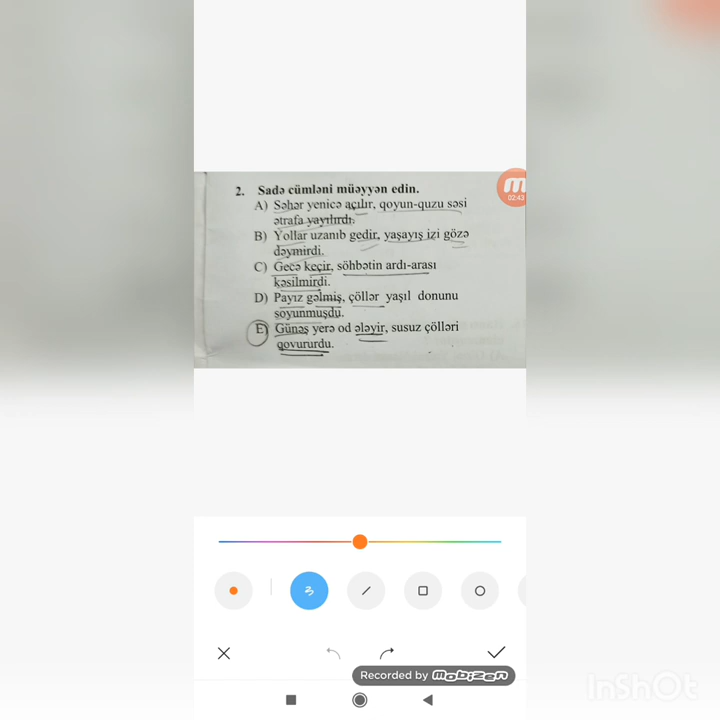 2. Sadə cümləni müəyyən edin.
A) Səhər yenicə açılır, qoyun-quzu səsi
ətrafa yayılırdı.
B) Yollar uzanıb gedir, yaşayış izi gözə
dəymirdi.
C) Gecə keçir, söhbətin ardı-arası
kəsilmirdi.
D) Payız gəlmiş, çöllər yaşıl donunu
soyunmuşdu.
E) Günəş yerə od ələyir, susuz çölləri
qovururdu.
02:43
ろ
Recorded by mobizen
InShOt